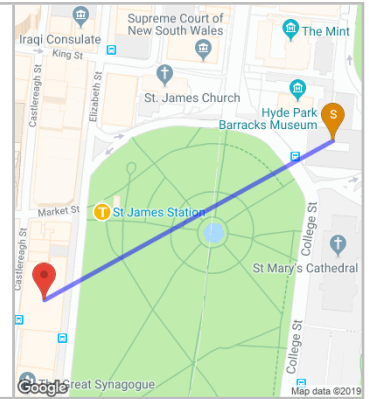 Supreme Court of
New South Wales
Iraqi Consulate
King St
The Mint
Castlereagh St
Elizabeth St
St. James Church
Hyde Park
Barracks Museum
S
Market St
T
St James Station
College St
Castlereagh St
St Mary's Cathedral
College St
Google
Great Synagogue
Map data ©2019